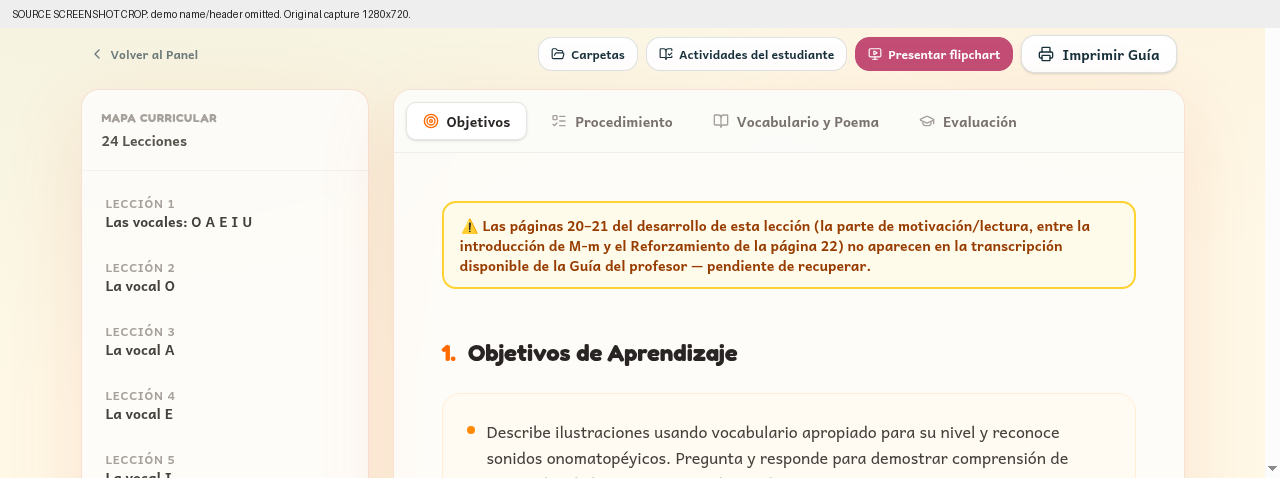 SOURCE SCREENSHOT CROP: demo name/header omitted. Original capture 1280x720.
Volver al Panel
Carpetas
Actividades del estudiante
Presentar flipchart
Imprimir Guía
MAPA CURRICULAR
24 Lecciones
LECCIÓN 1
Las vocales: O A E I U
LECCIÓN 2
La vocal O
LECCIÓN 3
La vocal A
LECCIÓN 4
La vocal E
LECCIÓN 5
La vocal I
Objetivos
Procedimiento
Vocabulario y Poema
Evaluación
⚠️ Las páginas 20–21 del desarrollo de esta lección (la parte de motivación/lectura, entre la
introducción de M-m y el Reforzamiento de la página 22) no aparecen en la transcripción
disponible de la Guía del profesor — pendiente de recuperar.
1. Objetivos de Aprendizaje
Describe ilustraciones usando vocabulario apropiado para su nivel y reconoce
sonidos onomatopéyicos. Pregunta y responde para demostrar comprensión de